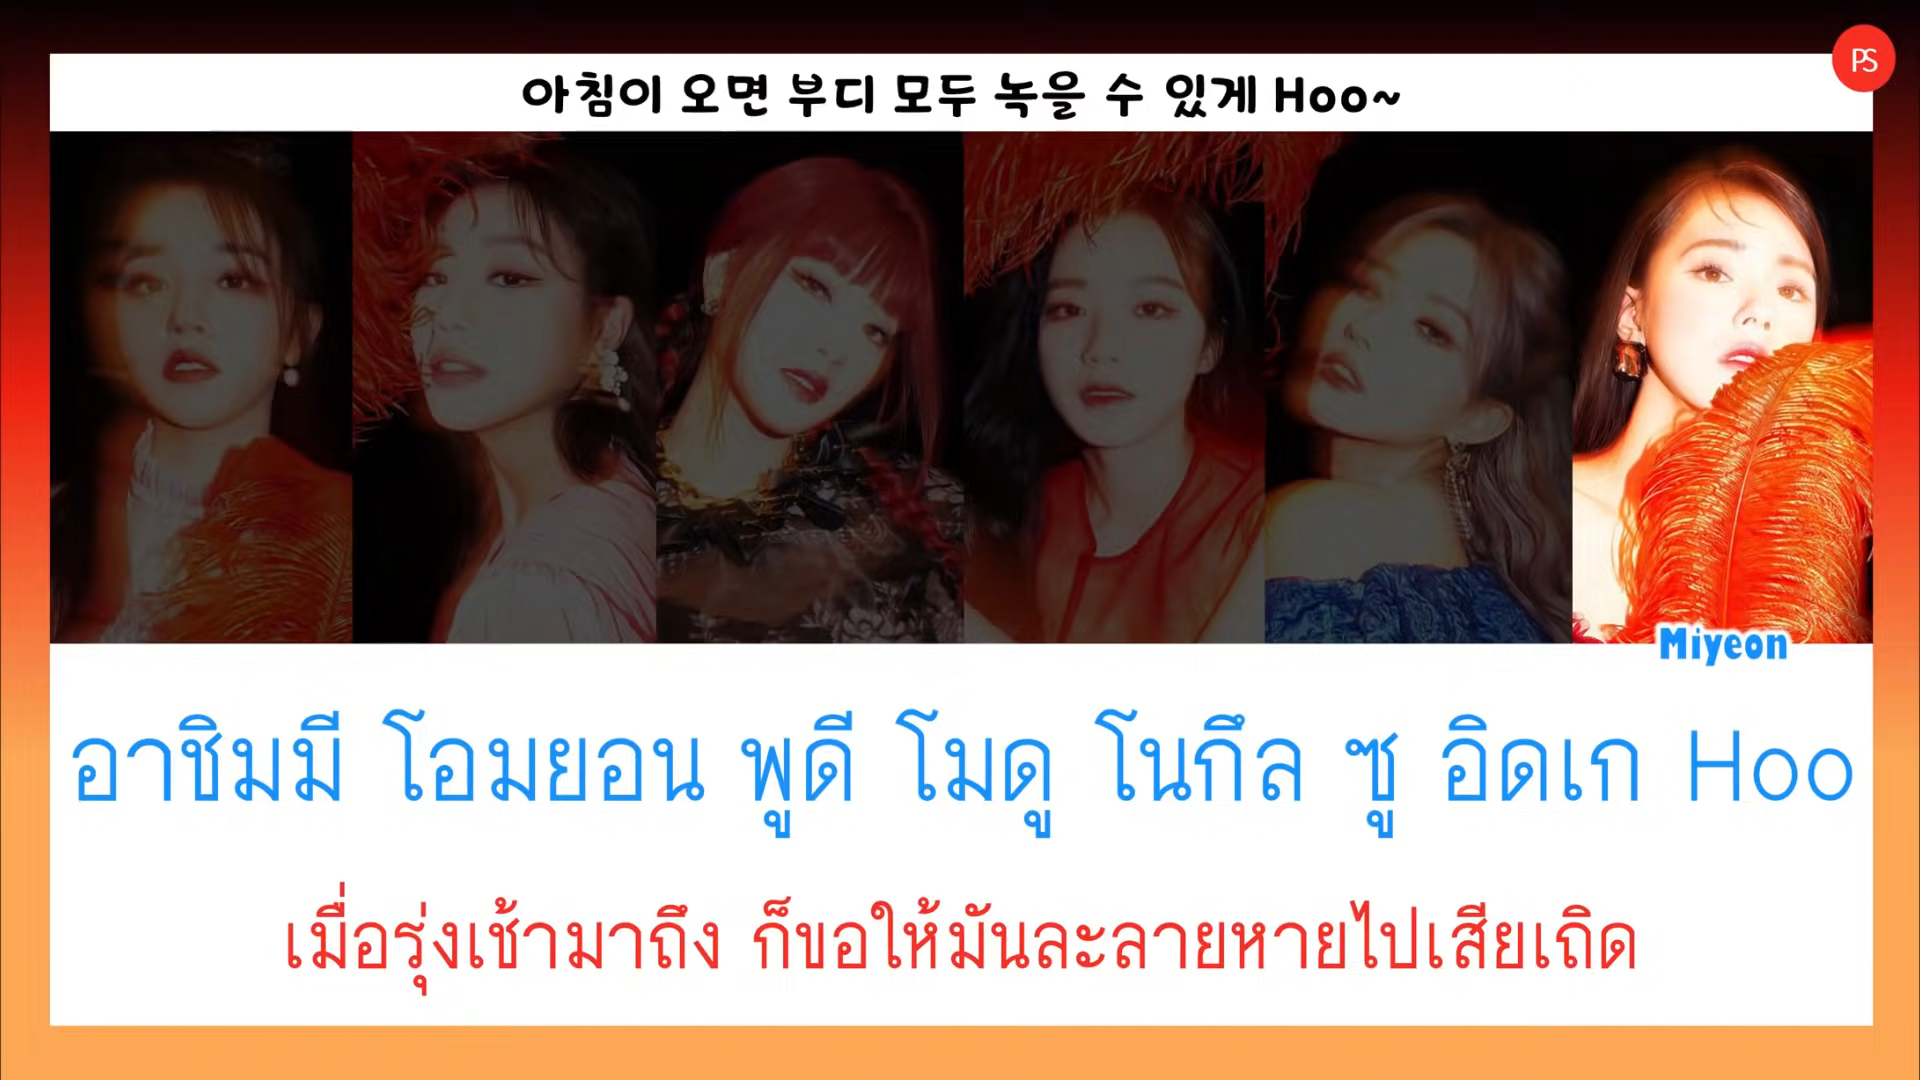 PS
아침이 오면 부디 모두 녹을 수 있게 Hoo~
Miyeon
อาชิมมี โอมยอน พูดี โมดู โนกึล ซู อิดเก Hoo
เมื่อรุ่งเช้ามาถึง ก็ขอให้มันละลายหายไปเสียเถิด